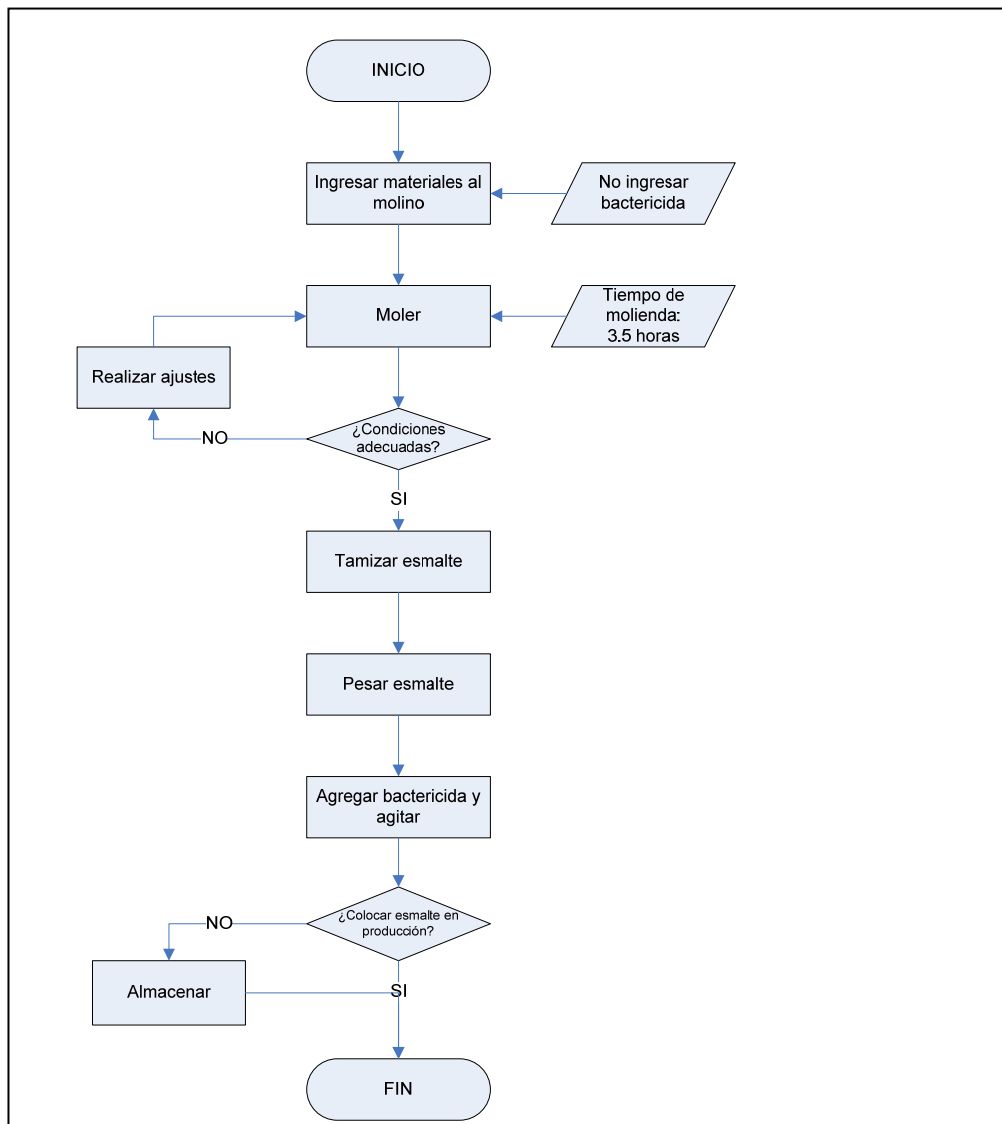 INICIO
Ingresar materiales al
molino
No ingresar
bactericida
Moler
Tiempo de
molienda:
3.5 horas
Realizar ajustes
¿Condiciones
adecuadas?
NO
SI
Tamizar esmalte
Pesar esmalte
Agregar bactericida y
agitar
¿Colocar esmalte en
producción?
NO
Almacenar
SI
FIN